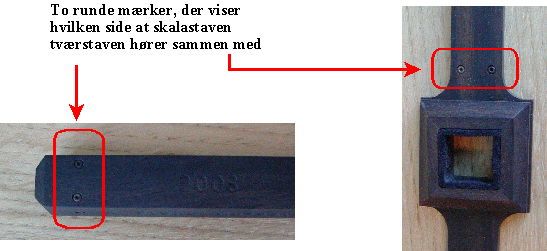 To runde mærker, der viser
hvilken side at skalastaven
tværstaven hører sammen med